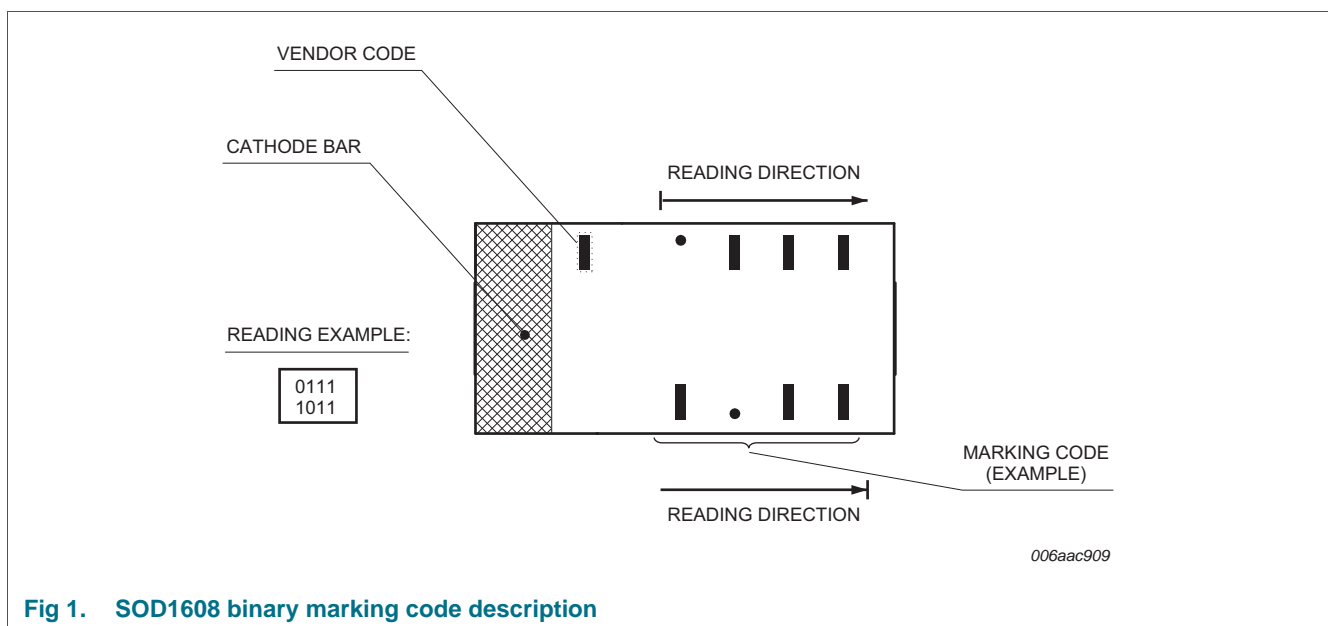 VENDOR CODE
CATHODE BAR
READING DIRECTION
READING EXAMPLE:
0111
1011
MARKING CODE
(EXAMPLE)
READING DIRECTION
006aac909
Fig 1. SOD1608 binary marking code description